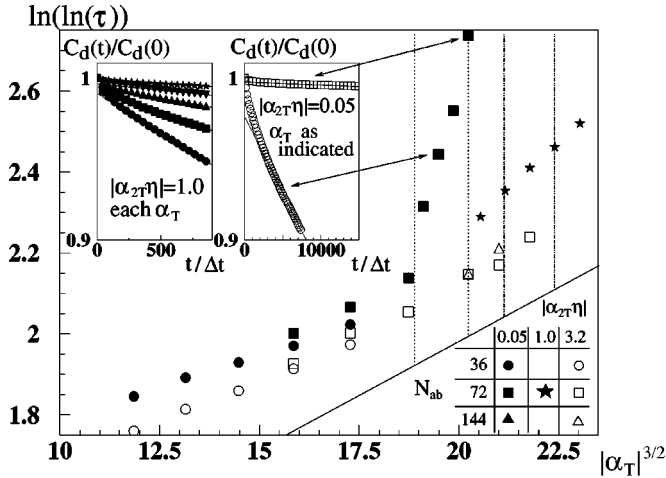 ln(ln(τ))
C_d(t)/C_d(0)
C_d(t)/C_d(0)
1
1
|α_2Tη|=0.05
α_T as
indicated
|α_2Tη|=1.0
each α_T
0.9
0.9
0
500
t/Δt
0
10000
t/Δt
2.6
2.4
2.2
2
1.8
|α_2Tη|
0.05
1.0
3.2
36
72
144
N_ab
10
12.5
15
17.5
20
22.5
|α_T|^3/2